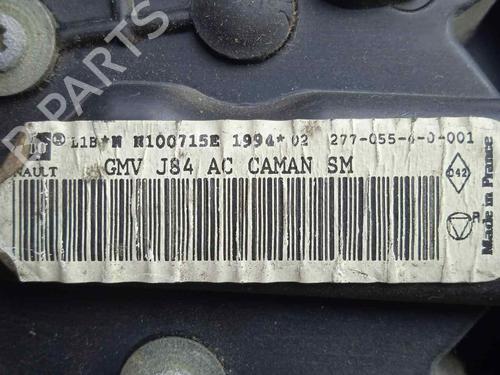 B-PARTS
L1B*N N100715E 1994*02 277-055-6-0-001
NAULT GMV J84 AC CAMAN SM
042
Made in France